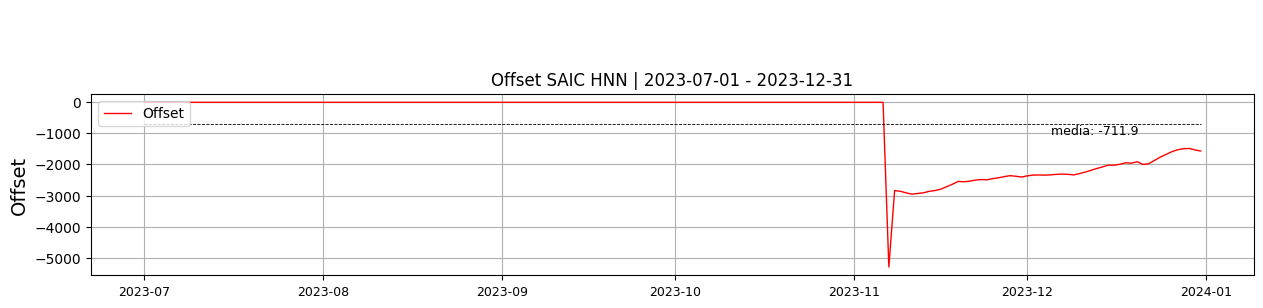 Offset SAIC HNN | 2023-07-01 - 2023-12-31
0
Offset
−1000
media: -711.9
−2000
−3000
−4000
−5000
Offset
2023-07 2023-08 2023-09 2023-10 2023-11 2023-12 2024-01